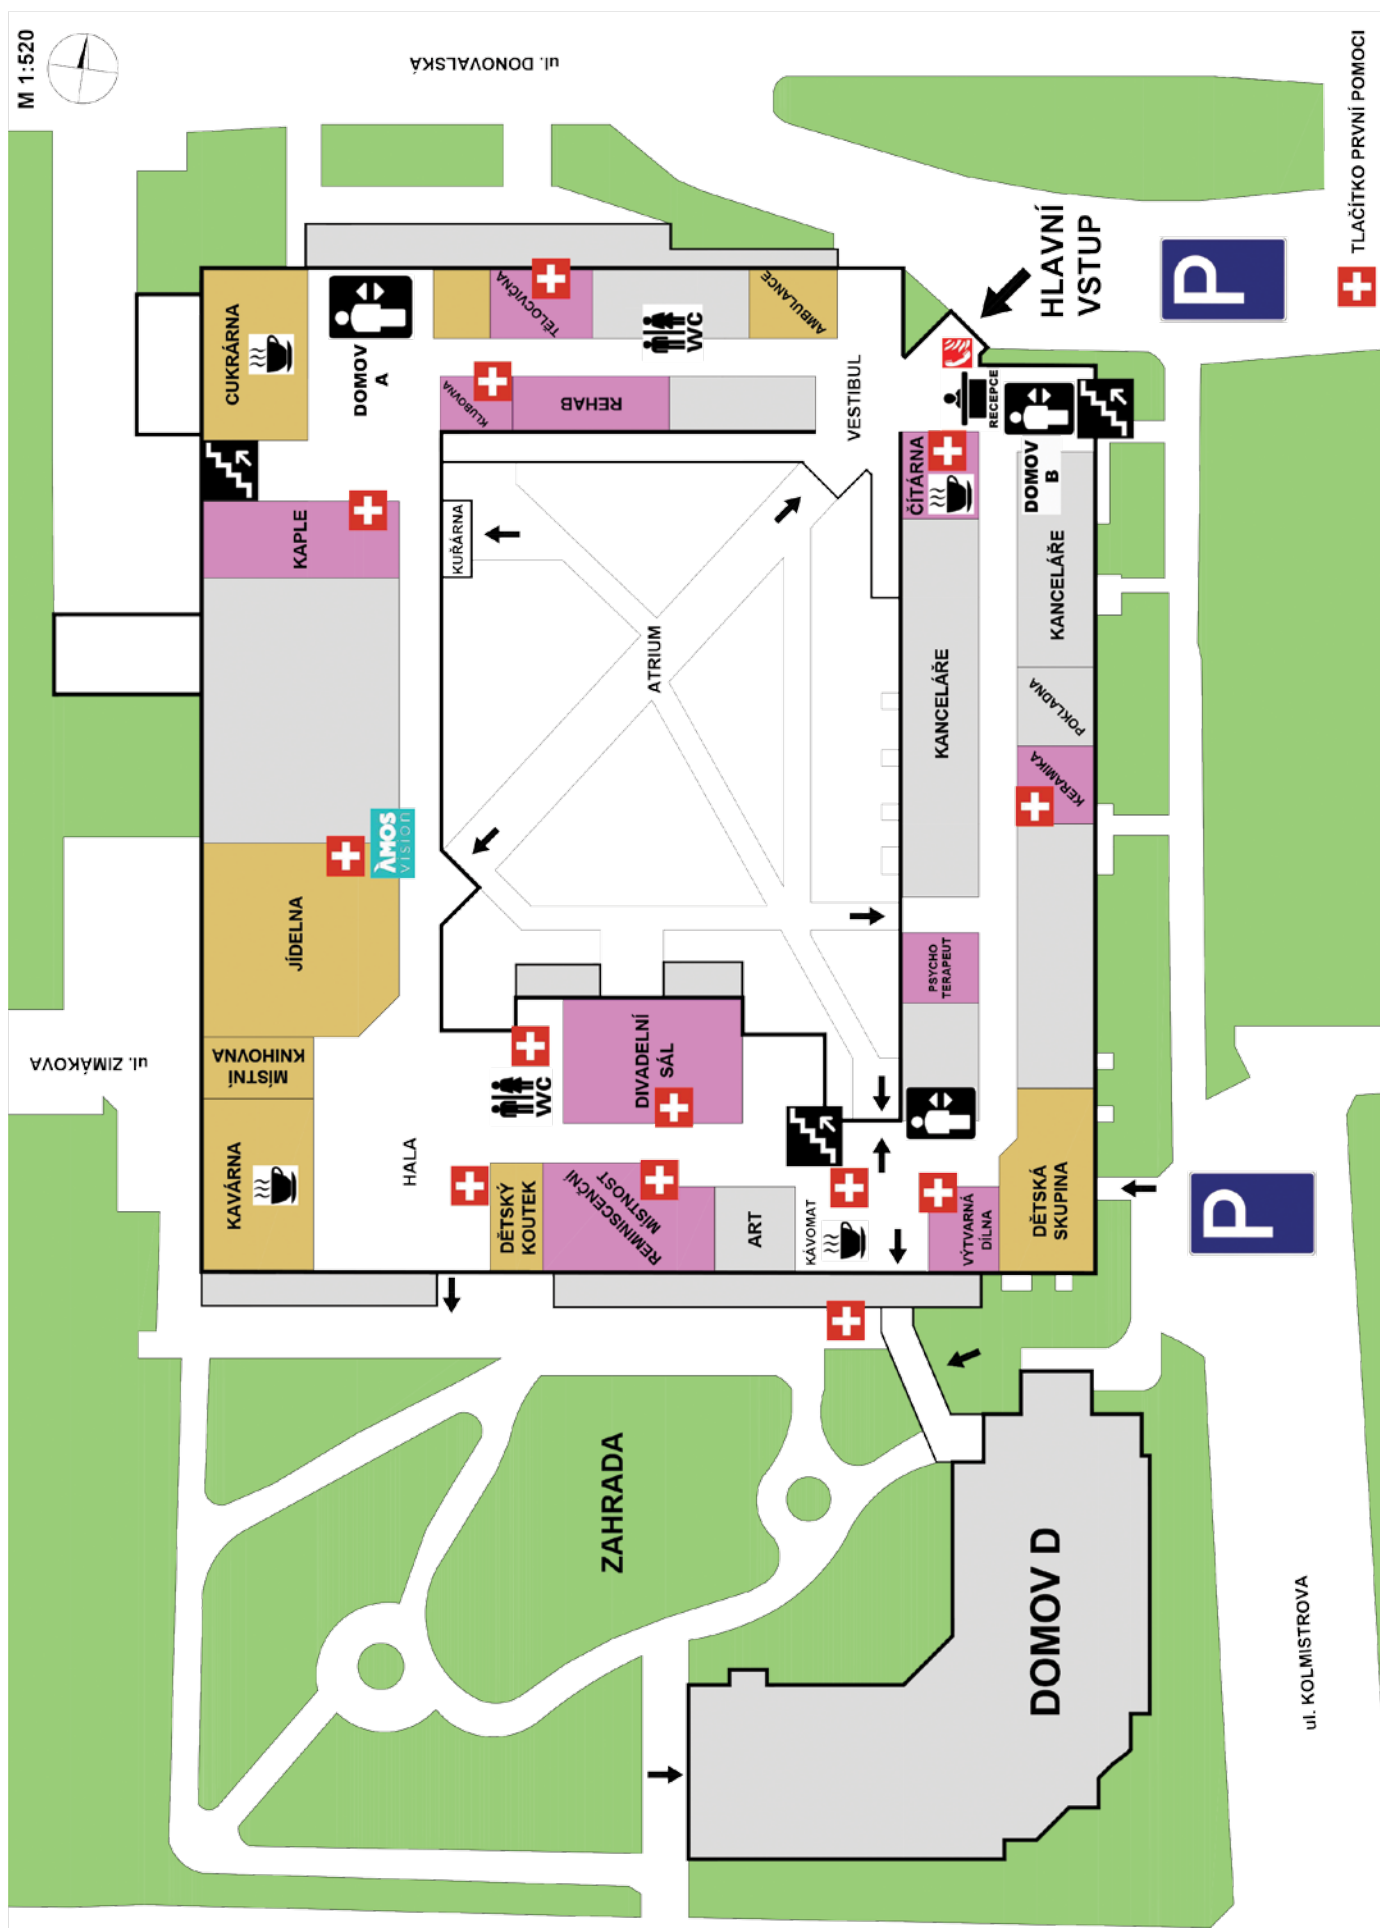 M 1:520
ul. DONOVALSKÁ
TLAČÍTKO PRVNÍ POMOCI
HLAVNÍ
VSTUP
P
CUKRÁRNA
DOMOV
A
TĚLOCVIČNA
WC
AMBULANCE
KLUBOVNA
REHAB
VESTIBUL
RECEPCE
DOMOV
B
ČÍTÁRNA
KAPLE
KUŘÁRNA
ATRIUM
KANCELÁŘE
KANCELÁŘE
POKLADNA
KERAMIKA
AMOS
VISION
JÍDELNA
PSYCHO
TERAPEUT
MÍSTNÍ
KNIHOVNA
ul. ZIMÁKOVA
WC
DIVADELNÍ
SÁL
KAVÁRNA
HALA
DĚTSKÝ
KOUTEK
REMINISCENČNÍ
MÍSTNOST
ART
KÁVOMAT
VÝTVARNÁ
DÍLNA
DĚTSKÁ
SKUPINA
P
ZAHRADA
DOMOV D
ul. KOLMISTROVA